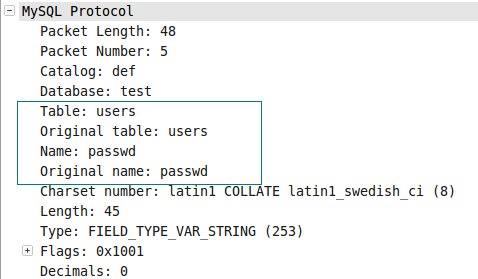 MySQL Protocol
Packet Length: 48
Packet Number: 5
Catalog: def
Database: test
Table: users
Original table: users
Name: passwd
Original name: passwd
Charset number: latin1 COLLATE latin1_swedish_ci (8)
Length: 45
Type: FIELD_TYPE_VAR_STRING (253)
Flags: 0x1001
Decimals: 0